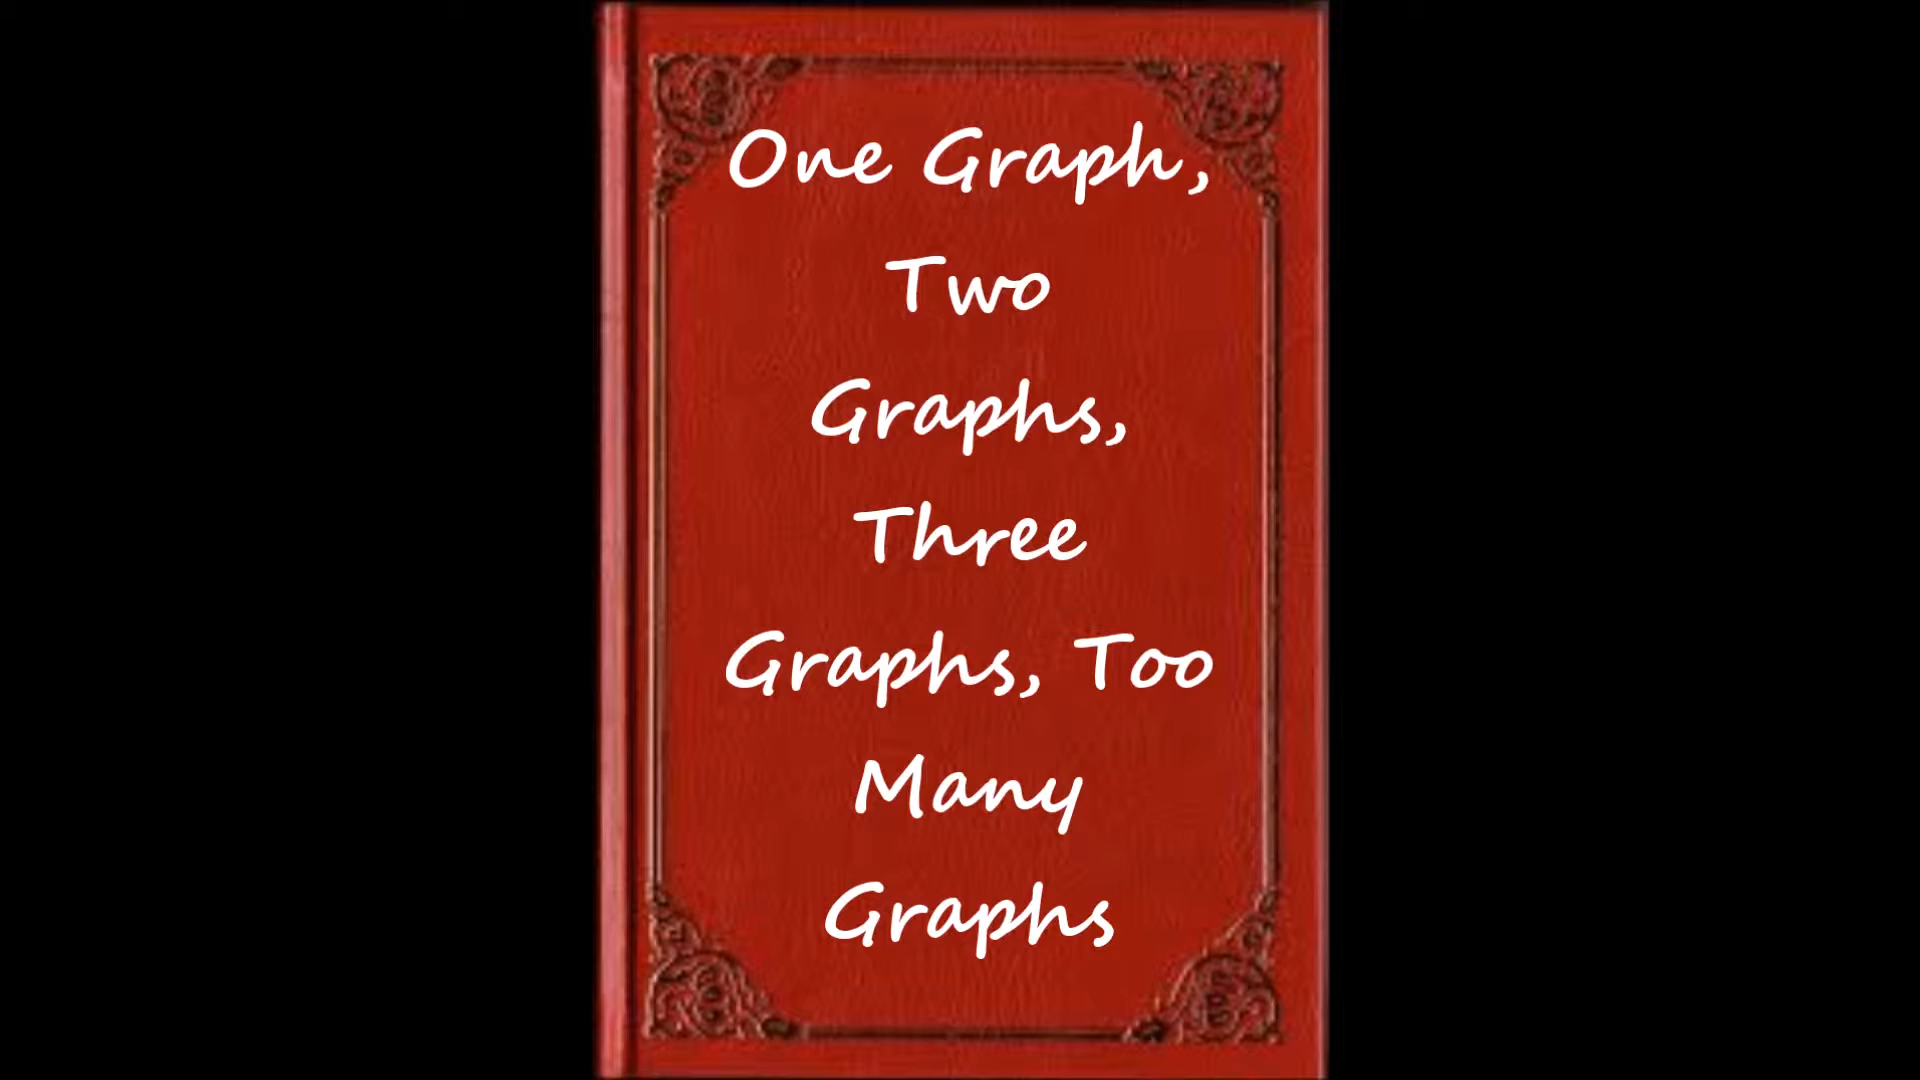 One Graph,
Two
Graphs,
Three
Graphs, Too
Many
Graphs